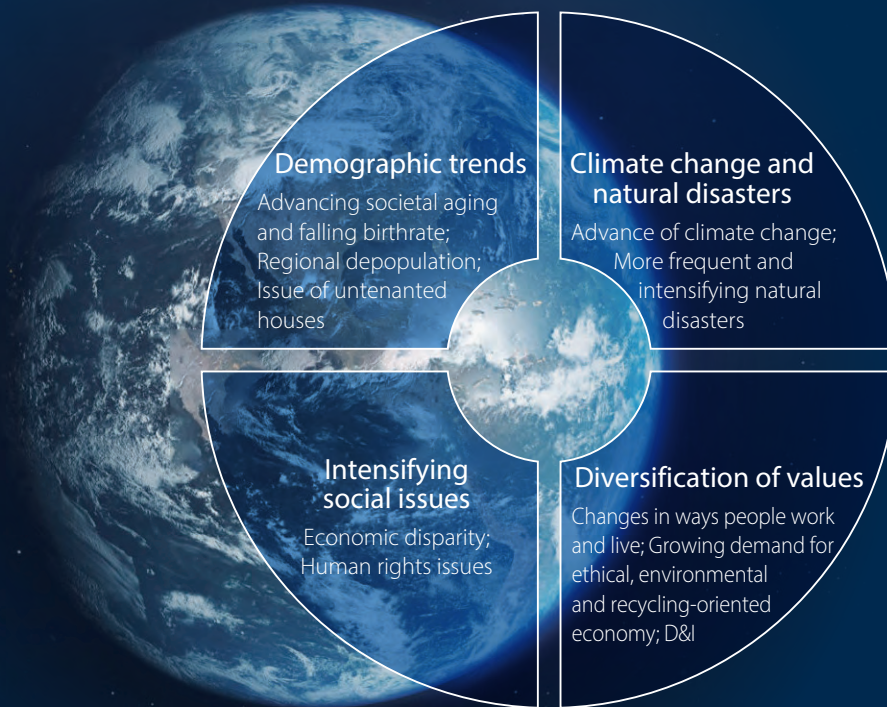 Demographic trends
Advancing societal aging
and falling birthrate;
Regional depopulation;
Issue of untenanted
houses
Climate change and
natural disasters
Advance of climate change;
More frequent and
intensifying natural
disasters
Intensifying
social issues
Economic disparity;
Human rights issues
Diversification of values
Changes in ways people work
and live; Growing demand for
ethical, environmental
and recycling-oriented
economy; D&I